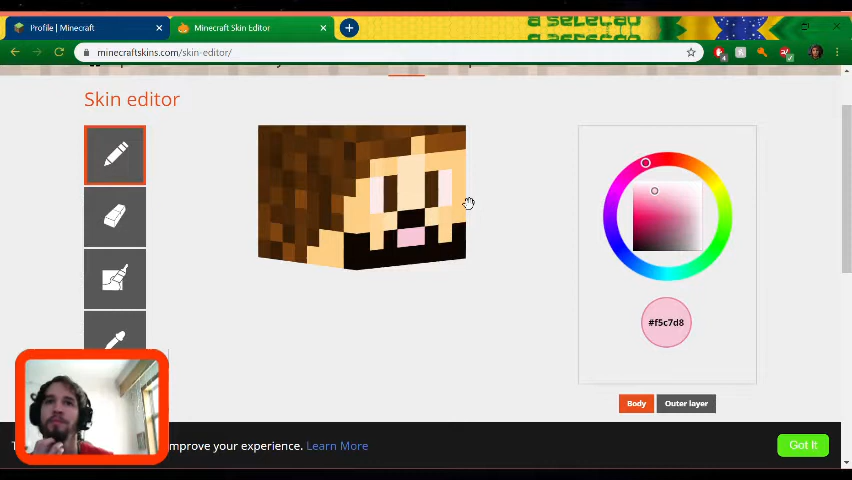 a seleção
Profile | Minecraft
Minecraft Skin Editor
minecraftskins.com/skin-editor/
Skin editor
#f5c7d8
Body
Outer layer
improve your experience. Learn More
Got It